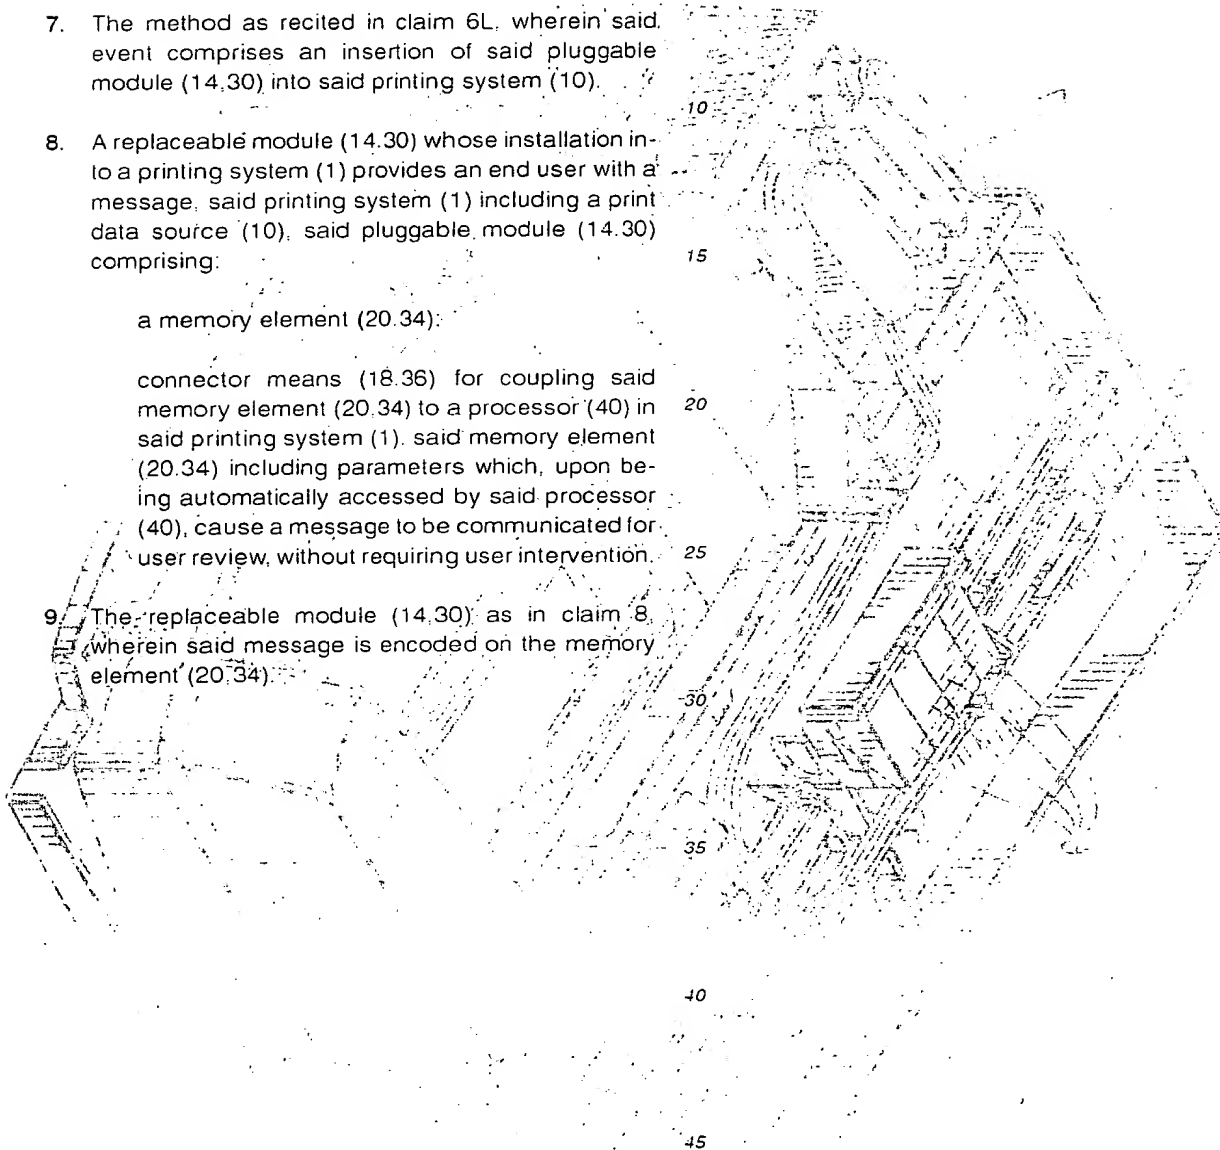 7. The method as recited in claim 6L, wherein said
event comprises an insertion of said pluggable
module (14.30) into said printing system (10).
10
8. A replaceable module (14.30) whose installation in-
to a printing system (1) provides an end user with a
message, said printing system (1) including a print
data source (10), said pluggable module (14.30)
comprising:
15
a memory element (20.34):
connector means (18.36) for coupling said
memory element (20.34) to a processor (40) in
20
said printing system (1). said memory element
(20.34) including parameters which, upon be-
ing automatically accessed by said processor
(40), cause a message to be communicated for
user review, without requiring user intervention.
25
9. The replaceable module (14.30) as in claim 8,
wherein said message is encoded on the memory
element (20.34).
30
35
40
45